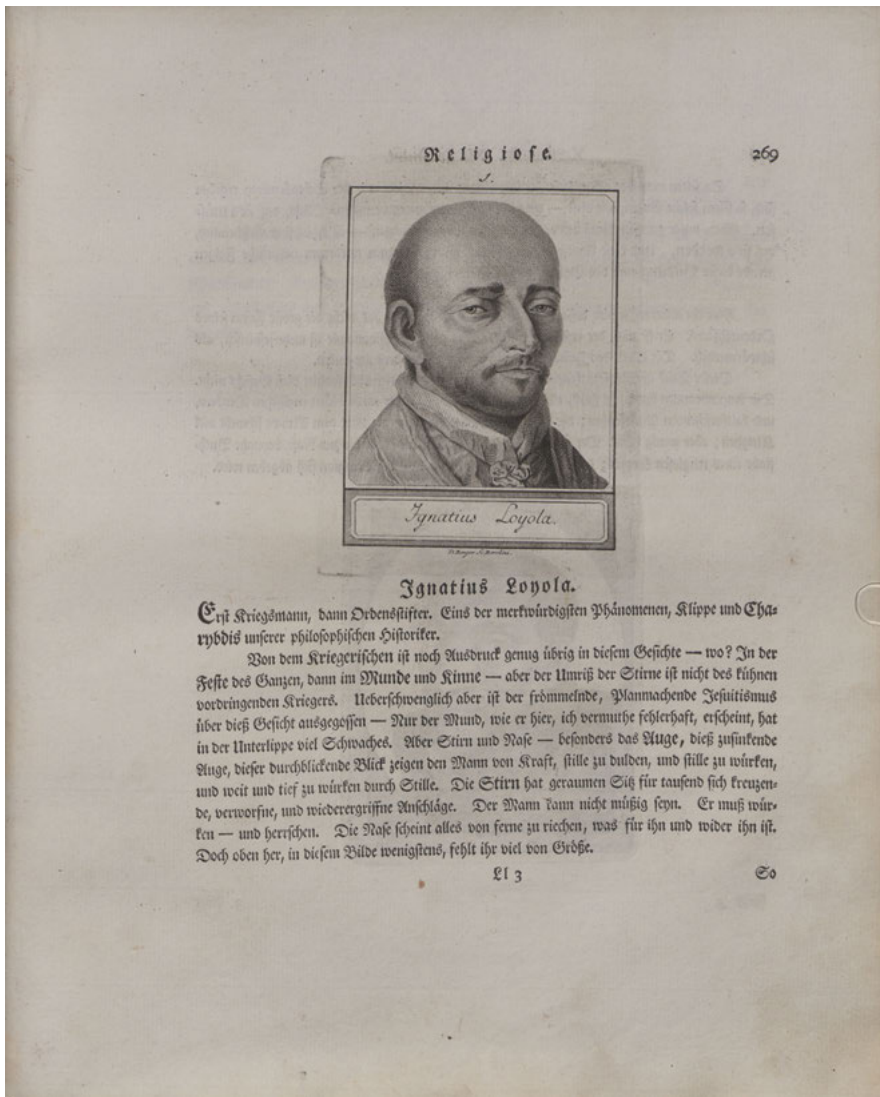 Religiose.
269
1.
Ignatius Loyola.
Ignatius Loyola.
Erst Kriegsmann, dann Ordensstifter. Eins der merkwürdigsten Phänomenen, Klippe und Cha-
rybdis unserer philosophischen Historiker.
Von dem Kriegerischen ist noch Ausdruck genug übrig in diesem Gesichte — wo? In der
Feste des Ganzen, dann im Munde und Kinne — aber der Umriß der Stirne ist nicht des kühnen
vordringenden Kriegers. Ueberschwenglich aber ist der frömmelnde, Planmachende Jesuitismus
über dieß Gesicht ausgegossen — Nur der Mund, wie er hier, ich vermuthe fehlerhaft, erscheint, hat
in der Unterlippe viel Schwaches. Aber Stirn und Nase — besonders das Auge, dieß zusinkende
Auge, dieser durchblickende Blick zeigen den Mann von Kraft, stille zu dulden, und stille zu würken,
und weit und tief zu würken durch Stille. Die Stirn hat geraumen Sitz für tausend sich kreuzen-
de, verworfne, und wiederergriffne Anschläge. Der Mann kann nicht müßig seyn. Er muß wür-
ken — und herrschen. Die Nase scheint alles von ferne zu riechen, was für ihn und wider ihn ist.
Doch oben her, in diesem Bilde wenigstens, fehlt ihr viel von Größe.
Ll 3
So